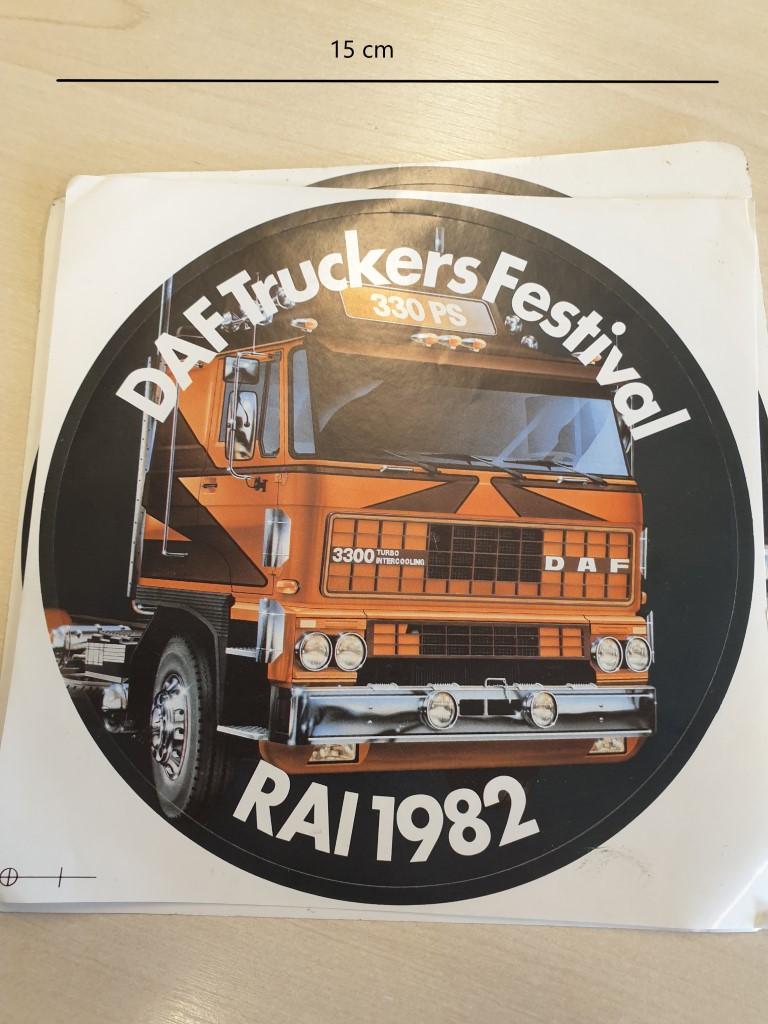 15 cm
DAF Truckers Festival
330 PS
3300 TURBO INTERCOOLING
DAF
RAI 1982